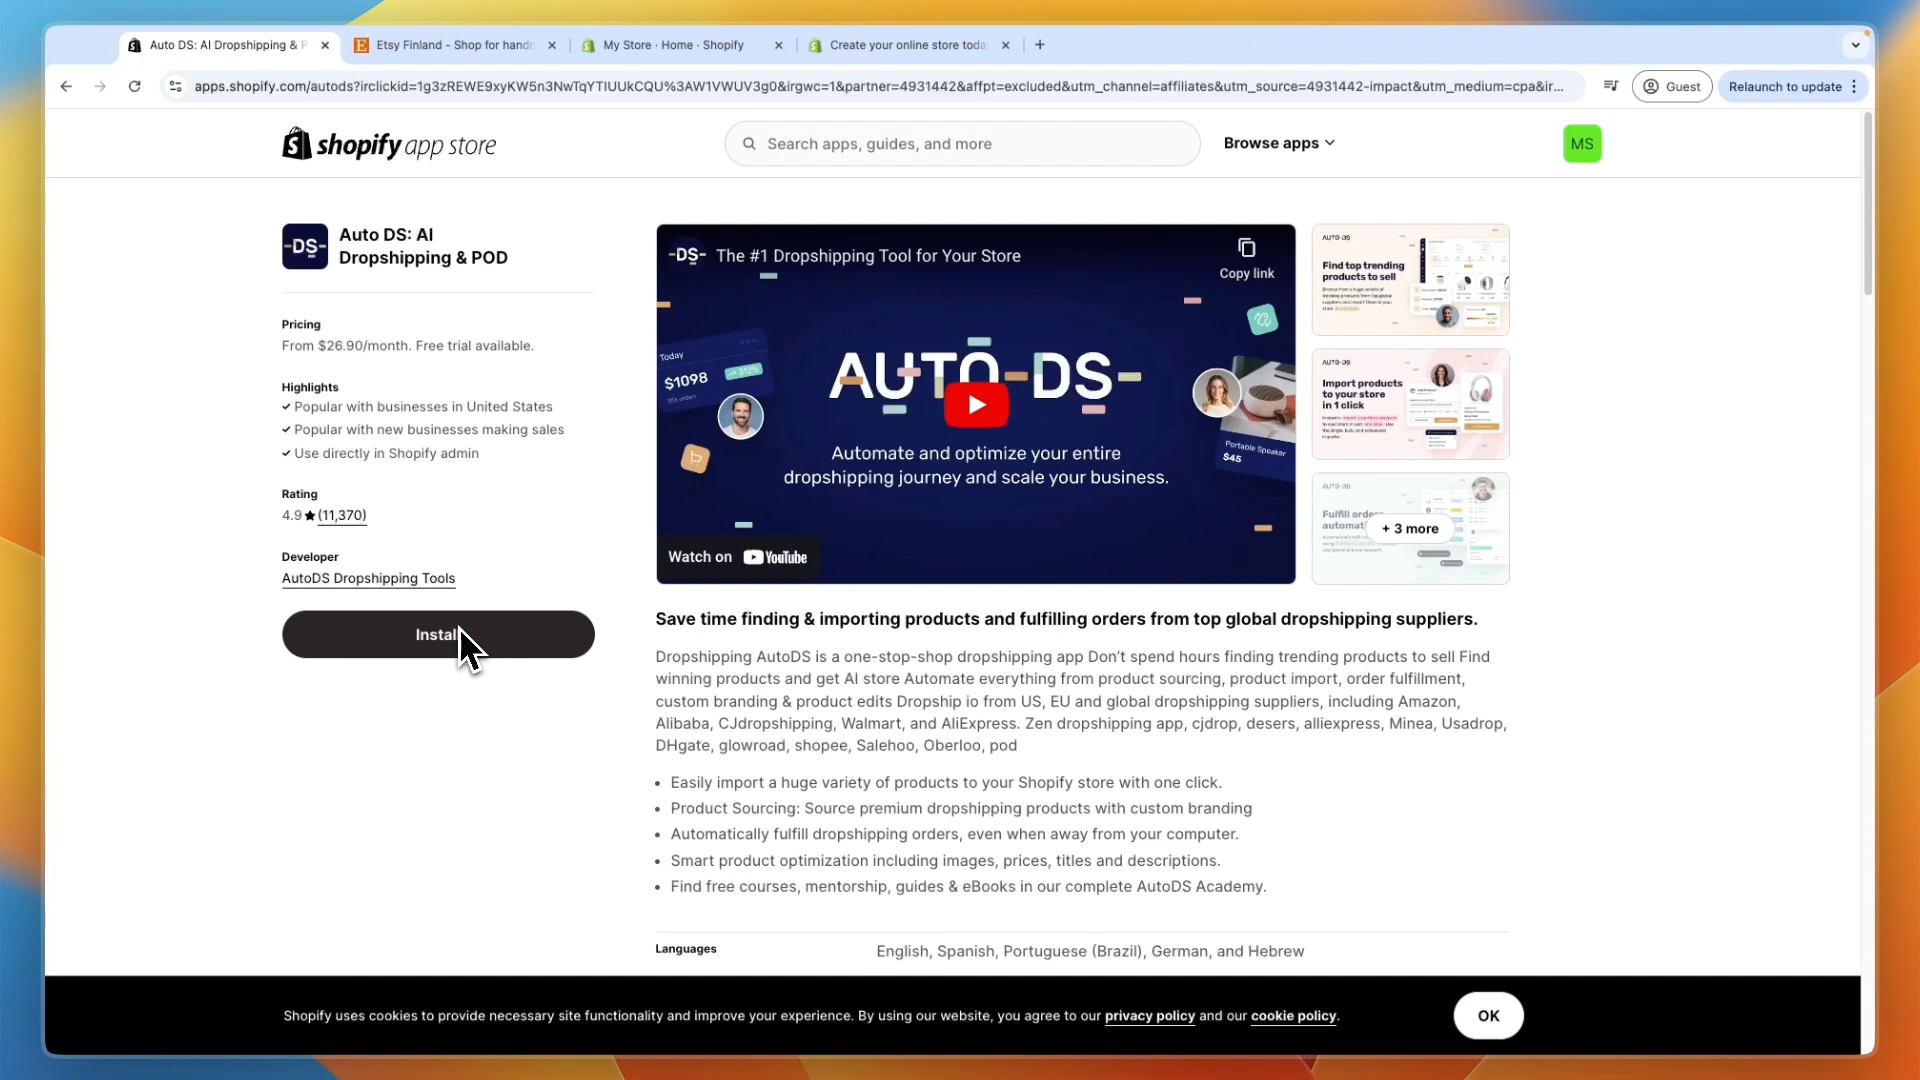 Auto DS: AI Dropshipping & P
Etsy Finland - Shop for handm
My Store · Home · Shopify
Create your online store toda
apps.shopify.com/autods?irclickid=1g3zREWE9xyKW5n3NwTqYTIUUkCQU%3AW1VWUV3g0&irgwc=1&partner=4931442&affpt=excluded&utm_channel=affiliates&utm_source=4931442-impact&utm_medium=cpa&ir...
Guest
Relaunch to update
shopify app store
Search apps, guides, and more
Browse apps
MS
-DS-
Auto DS: AI
Dropshipping & POD
Pricing
From $26.90/month. Free trial available.
Highlights
Popular with businesses in United States
Popular with new businesses making sales
Use directly in Shopify admin
Rating
4.9 ★ (11,370)
Developer
AutoDS Dropshipping Tools
Install
-DS- The #1 Dropshipping Tool for Your Store
Copy link
Today
$1098
AUTO-DS-
Automate and optimize your entire
dropshipping journey and scale your business.
Portable Speaker
$45
Watch on YouTube
AUTO-DS
Find top trending
products to sell
AUTO-DS
Import products
to your store
in 1 click
AUTO-DS
Fulfill orde
automat
+ 3 more
Save time finding & importing products and fulfilling orders from top global dropshipping suppliers.
Dropshipping AutoDS is a one-stop-shop dropshipping app Don't spend hours finding trending products to sell Find
winning products and get AI store Automate everything from product sourcing, product import, order fulfillment,
custom branding & product edits Dropship io from US, EU and global dropshipping suppliers, including Amazon,
Alibaba, CJdropshipping, Walmart, and AliExpress. Zen dropshipping app, cjdrop, desers, alliexpress, Minea, Usadrop,
DHgate, glowroad, shopee, Salehoo, Oberloo, pod
• Easily import a huge variety of products to your Shopify store with one click.
• Product Sourcing: Source premium dropshipping products with custom branding
• Automatically fulfill dropshipping orders, even when away from your computer.
• Smart product optimization including images, prices, titles and descriptions.
• Find free courses, mentorship, guides & eBooks in our complete AutoDS Academy.
Languages
English, Spanish, Portuguese (Brazil), German, and Hebrew
Shopify uses cookies to provide necessary site functionality and improve your experience. By using our website, you agree to our privacy policy and our cookie policy.
OK